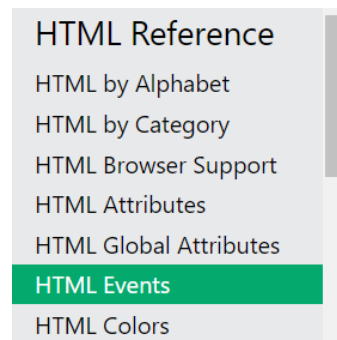 HTML Reference
HTML by Alphabet
HTML by Category
HTML Browser Support
HTML Attributes
HTML Global Attributes
HTML Events
HTML Colors